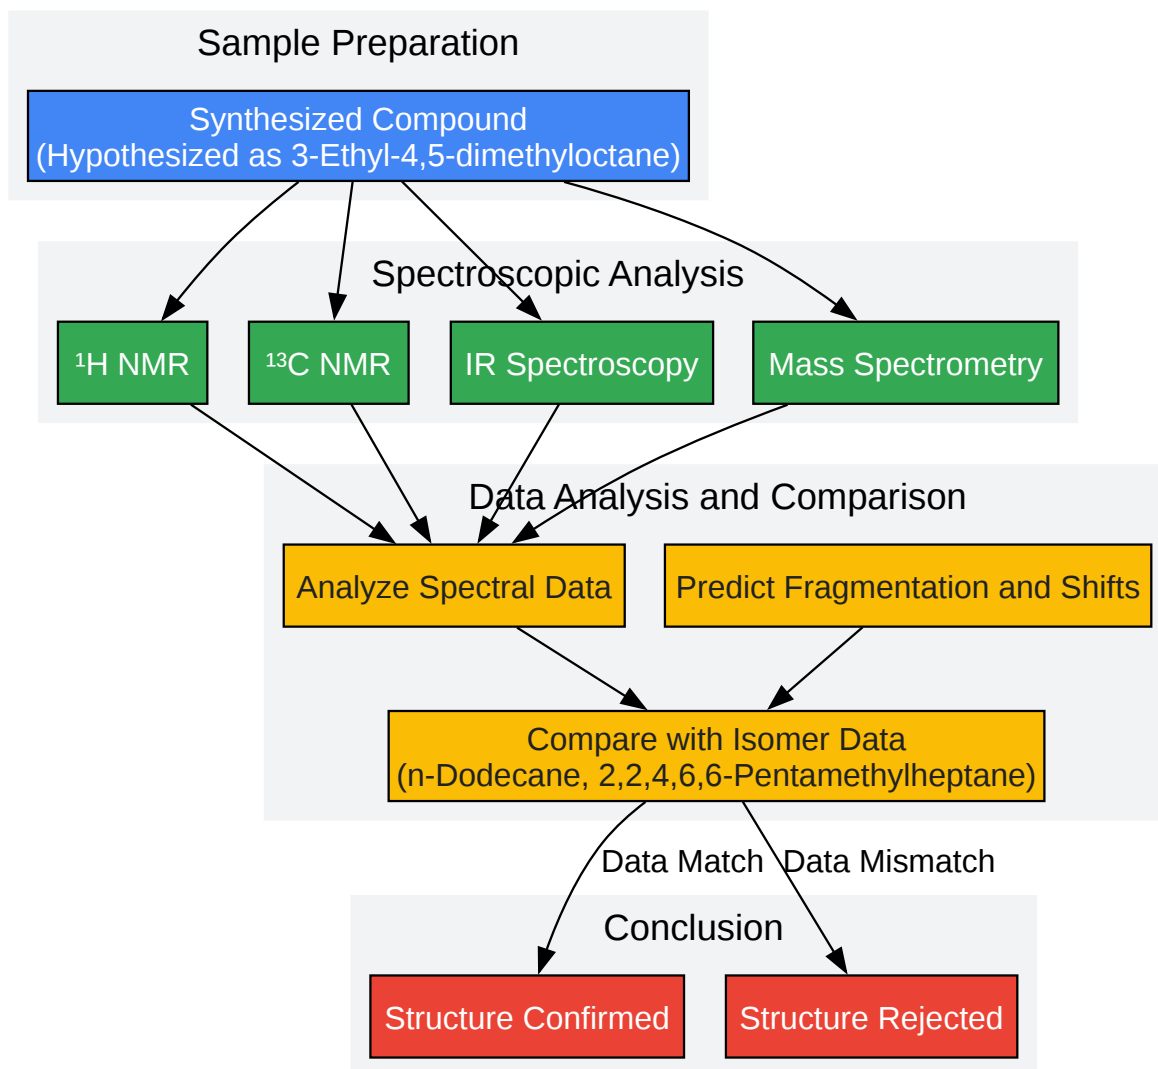 Sample Preparation
Synthesized Compound
(Hypothesized as 3-Ethyl-4,5-dimethyloctane)
Spectroscopic Analysis
¹H NMR
¹³C NMR
IR Spectroscopy
Mass Spectrometry
Data Analysis and Comparison
Analyze Spectral Data
Predict Fragmentation and Shifts
Compare with Isomer Data
(n-Dodecane, 2,2,4,6,6-Pentamethylheptane)
Data Match
Data Mismatch
Conclusion
Structure Confirmed
Structure Rejected